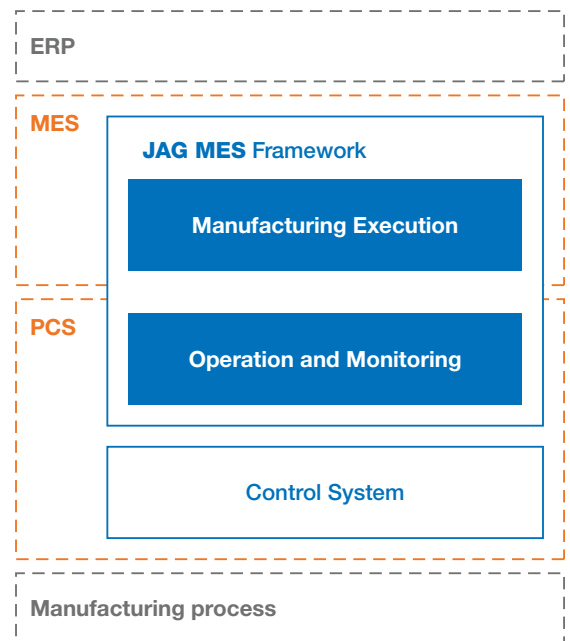 ERP
MES
JAG MES Framework
Manufacturing Execution
PCS
Operation and Monitoring
Control System
Manufacturing process